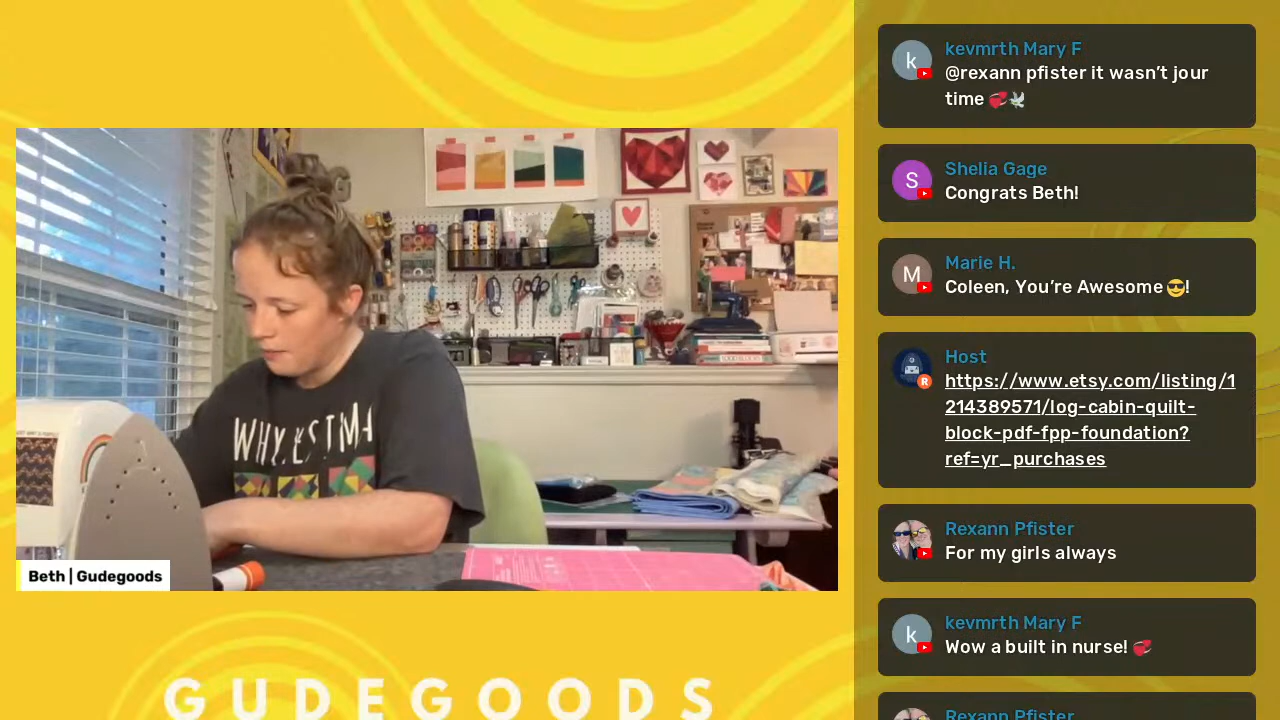 kevmrth Mary F
@rexann pfister it wasn’t jour
time 💞🕊
Shelia Gage
Congrats Beth!
Marie H.
Coleen, You’re Awesome 😎!
Host
https://www.etsy.com/listing/1
214389571/log-cabin-quilt-
block-pdf-fpp-foundation?
ref=yr_purchases
Rexann Pfister
For my girls always
kevmrth Mary F
Wow a built in nurse! 💞
Rexann Pfister
Beth | Gudegoods
GUDEGOODS